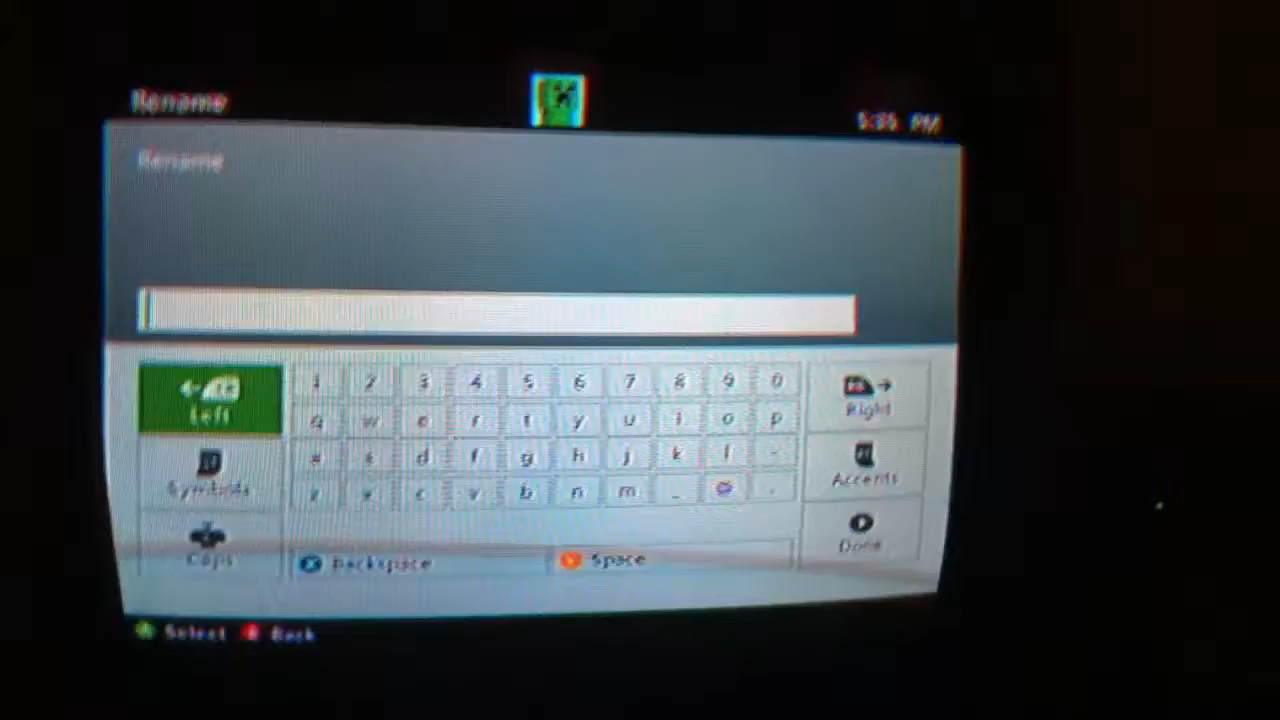 Rename
5:35 PM
Rename
Left
1 2 3 4 5 6 7 8 9 0
q w e r t y u i o p
a s d f g h j k l -
z x c v b n m _ @ .
Right
Symbols
Accents
Caps
Done
X Backspace
Y Space
A Select B Back